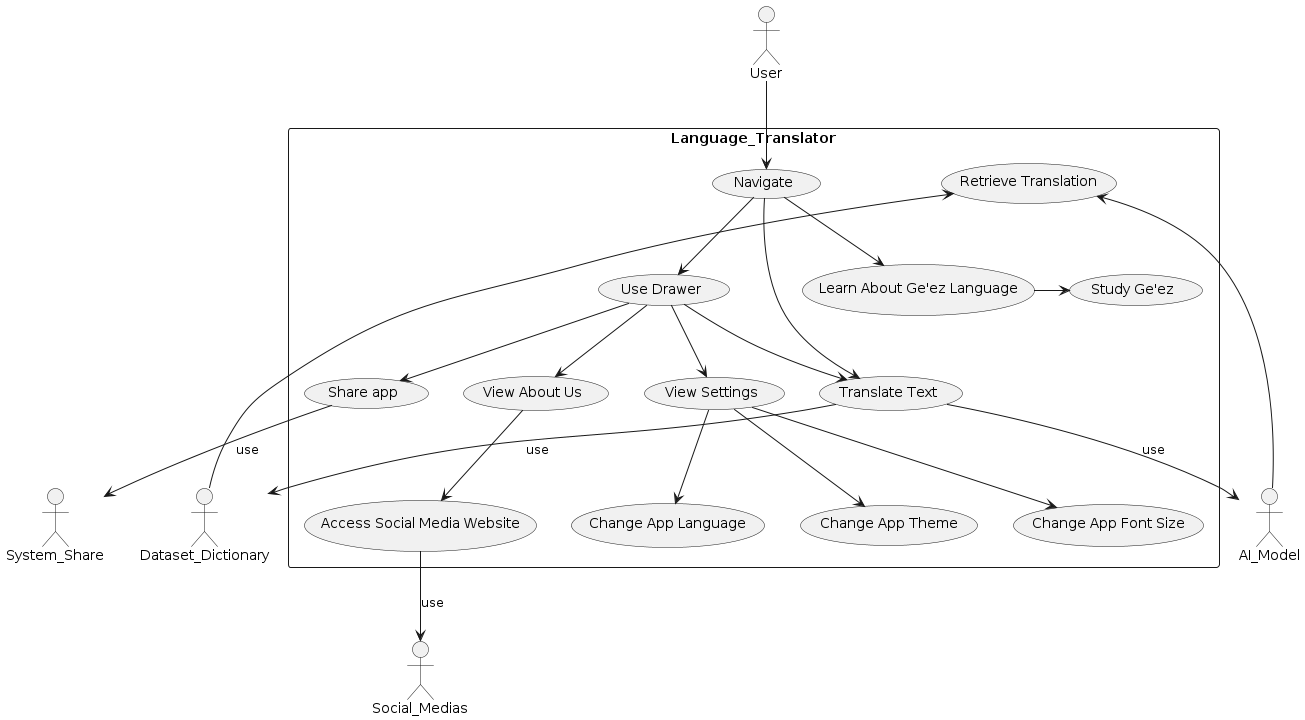 User
Language_Translator
Navigate
Retrieve Translation
Use Drawer
Learn About Ge'ez Language
Study Ge'ez
Share app
View About Us
View Settings
Translate Text
use
use
use
Access Social Media Website
Change App Language
Change App Theme
Change App Font Size
System_Share
Dataset_Dictionary
AI_Model
use
Social_Medias